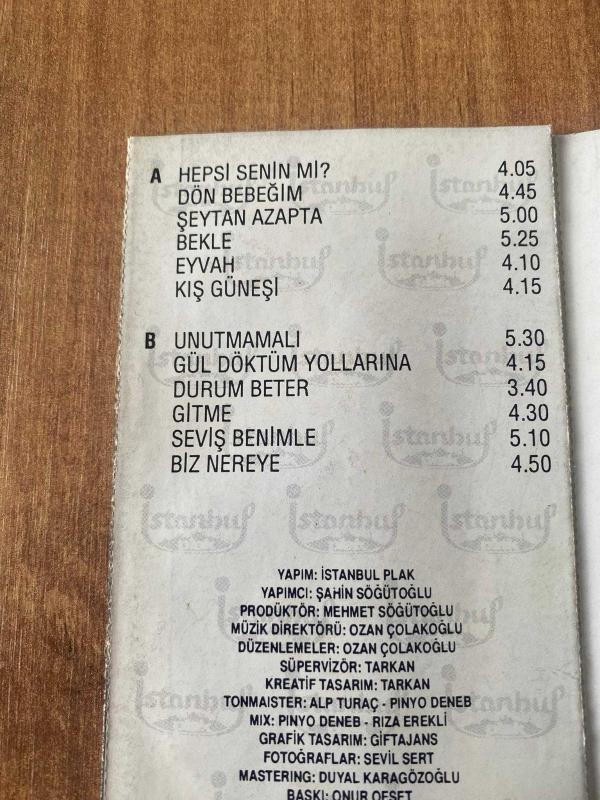 A HEPSİ SENİN Mİ? 4.05
DÖN BEBEĞİM 4.45
ŞEYTAN AZAPTA 5.00
BEKLE 5.25
EYVAH 4.10
KIŞ GÜNEŞİ 4.15
B UNUTMAMALI 5.30
GÜL DÖKTÜM YOLLARINA 4.15
DURUM BETER 3.40
GİTME 4.30
SEVİŞ BENİMLE 5.10
BİZ NEREYE 4.50
YAPIM: İSTANBUL PLAK
YAPIMCI: ŞAHİN SÖĞÜTOĞLU
PRODÜKTÖR: MEHMET SÖĞÜTOĞLU
MÜZİK DİREKTÖRÜ: OZAN ÇOLAKOĞLU
DÜZENLEMELER: OZAN ÇOLAKOĞLU
SÜPERVİZÖR: TARKAN
KREATİF TASARIM: TARKAN
TONMAISTER: ALP TURAÇ - PINYO DENEB
MIX: PINYO DENEB - RIZA EREKLİ
GRAFİK TASARIM: GİFTAJANS
FOTOĞRAFLAR: SEVİL SERT
MASTERING: DUYAL KARAGÖZOĞLU
BASKI: ONUR OFSET